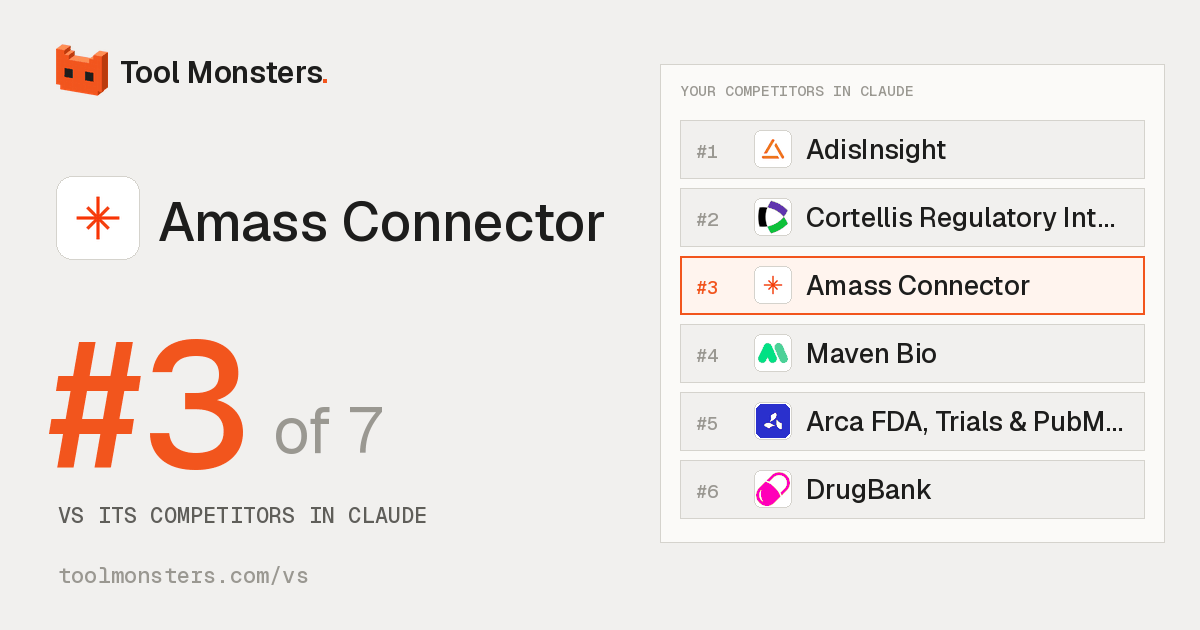 Tool Monsters.
Amass Connector
#3 of 7
VS ITS COMPETITORS IN CLAUDE
toolmonsters.com/vs
YOUR COMPETITORS IN CLAUDE
#1 AdisInsight
#2 Cortellis Regulatory Int...
#3 Amass Connector
#4 Maven Bio
#5 Arca FDA, Trials & PubM...
#6 DrugBank